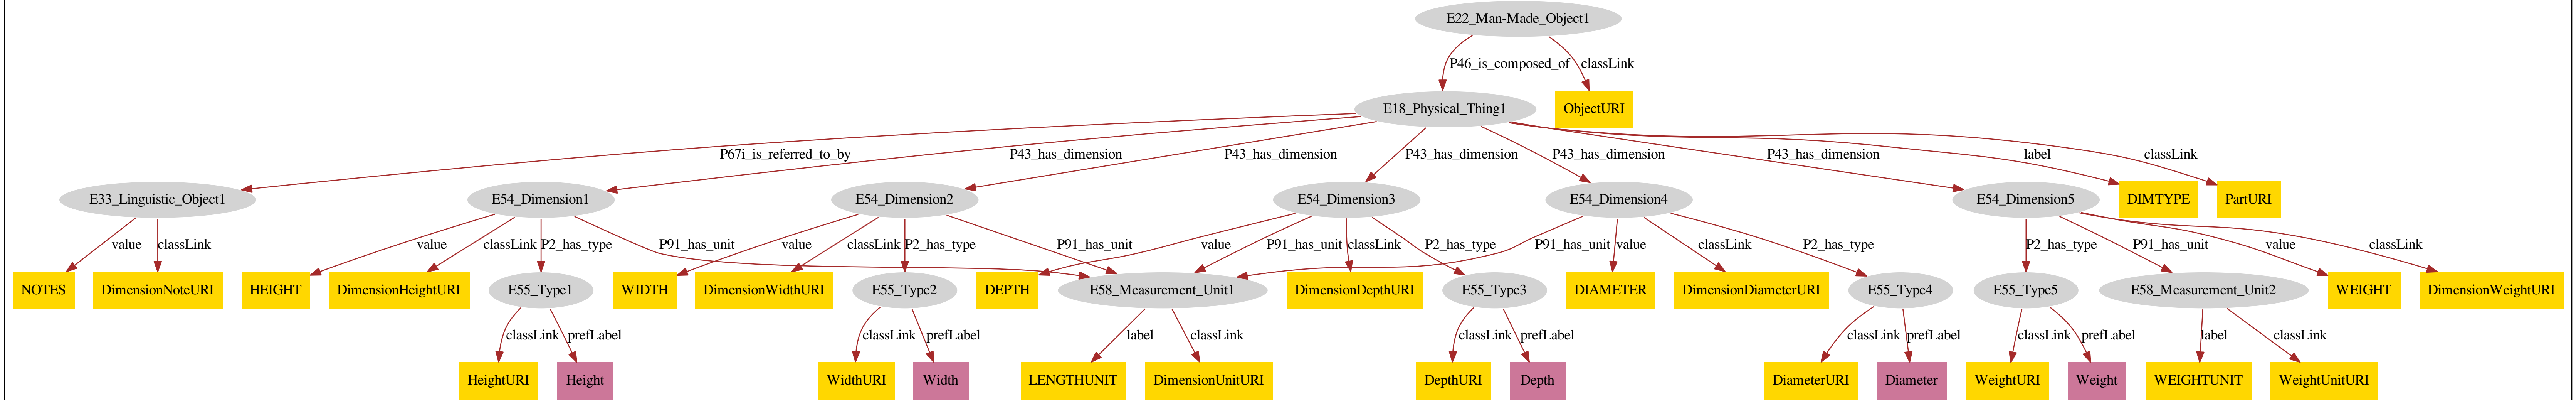 E22_Man-Made_Object1
P46_is_composed_of classLink
E18_Physical_Thing1 ObjectURI
P67i_is_referred_to_by P43_has_dimension P43_has_dimension P43_has_dimension P43_has_dimension P43_has_dimension label classLink
E33_Linguistic_Object1 E54_Dimension1 E54_Dimension2 E54_Dimension3 E54_Dimension4 E54_Dimension5 DIMTYPE PartURI
value classLink value classLink P2_has_type P91_has_unit value classLink P2_has_type P91_has_unit value P91_has_unit classLink P2_has_type P91_has_unit value classLink P2_has_type P2_has_type P91_has_unit value classLink
NOTES DimensionNoteURI HEIGHT DimensionHeightURI E55_Type1 WIDTH DimensionWidthURI E55_Type2 DEPTH E58_Measurement_Unit1 DimensionDepthURI E55_Type3 DIAMETER DimensionDiameterURI E55_Type4 E55_Type5 E58_Measurement_Unit2 WEIGHT DimensionWeightURI
classLink prefLabel classLink prefLabel label classLink classLink prefLabel classLink prefLabel classLink prefLabel label classLink
HeightURI Height WidthURI Width LENGTHUNIT DimensionUnitURI DepthURI Depth DiameterURI Diameter WeightURI Weight WEIGHTUNIT WeightUnitURI